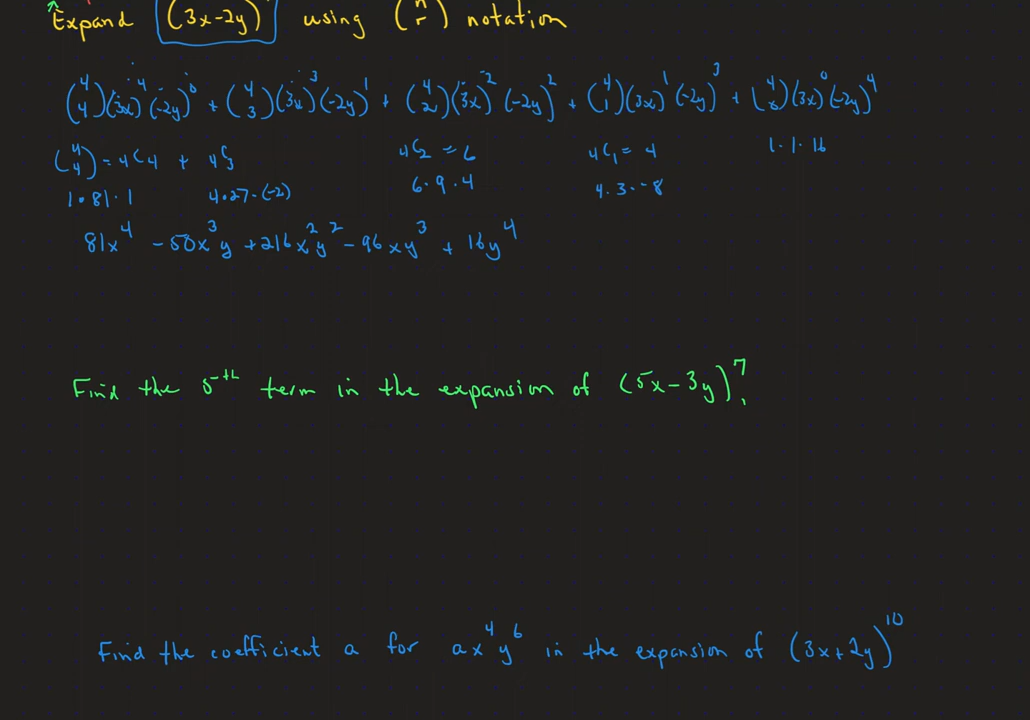 Expand (3x-2y) using (n r) notation
(4 4)(3x)^4(-2y)^0 + (4 3)(3x)^3(-2y)^1 + (4 2)(3x)^2(-2y)^2 + (4 1)(3x)^1(-2y)^3 + (4 0)(3x)^0(-2y)^4
(4 4) = 4C4 + 4C3 4C2 = 6 4C1 = 4 1·1·16
1·81·1 4·27·(-2) 6·9·4 4·3·-8
81x^4 - 50x^3y + 216x^2y^2 - 96xy^3 + 16y^4
Find the 5-th term in the expansion of (5x-3y)^7.
Find the coefficient a for ax^4y^6 in the expansion of (3x+2y)^10